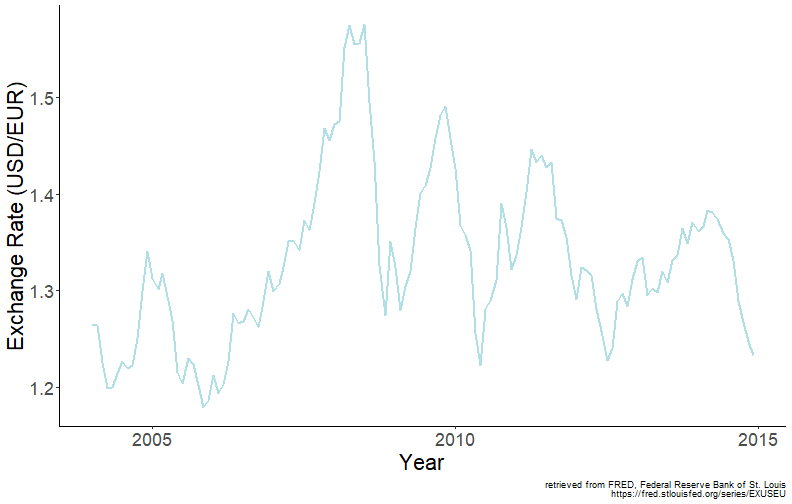 Exchange Rate (USD/EUR)
1.5
1.4
1.3
1.2
2005
2010
2015
Year
retrieved from FRED, Federal Reserve Bank of St. Louis
https://fred.stlouisfed.org/series/EXUSEU